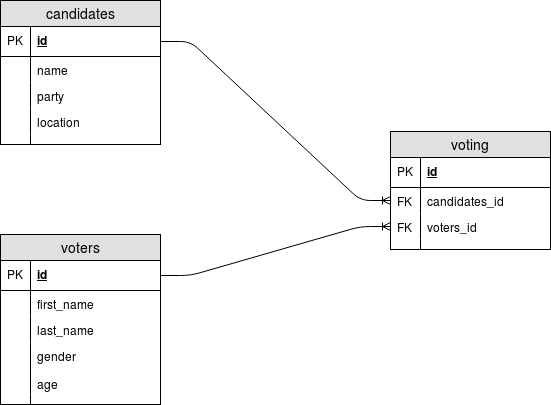 candidates
PK id
name
party
location
voting
PK id
FK candidates_id
FK voters_id
voters
PK id
first_name
last_name
gender
age